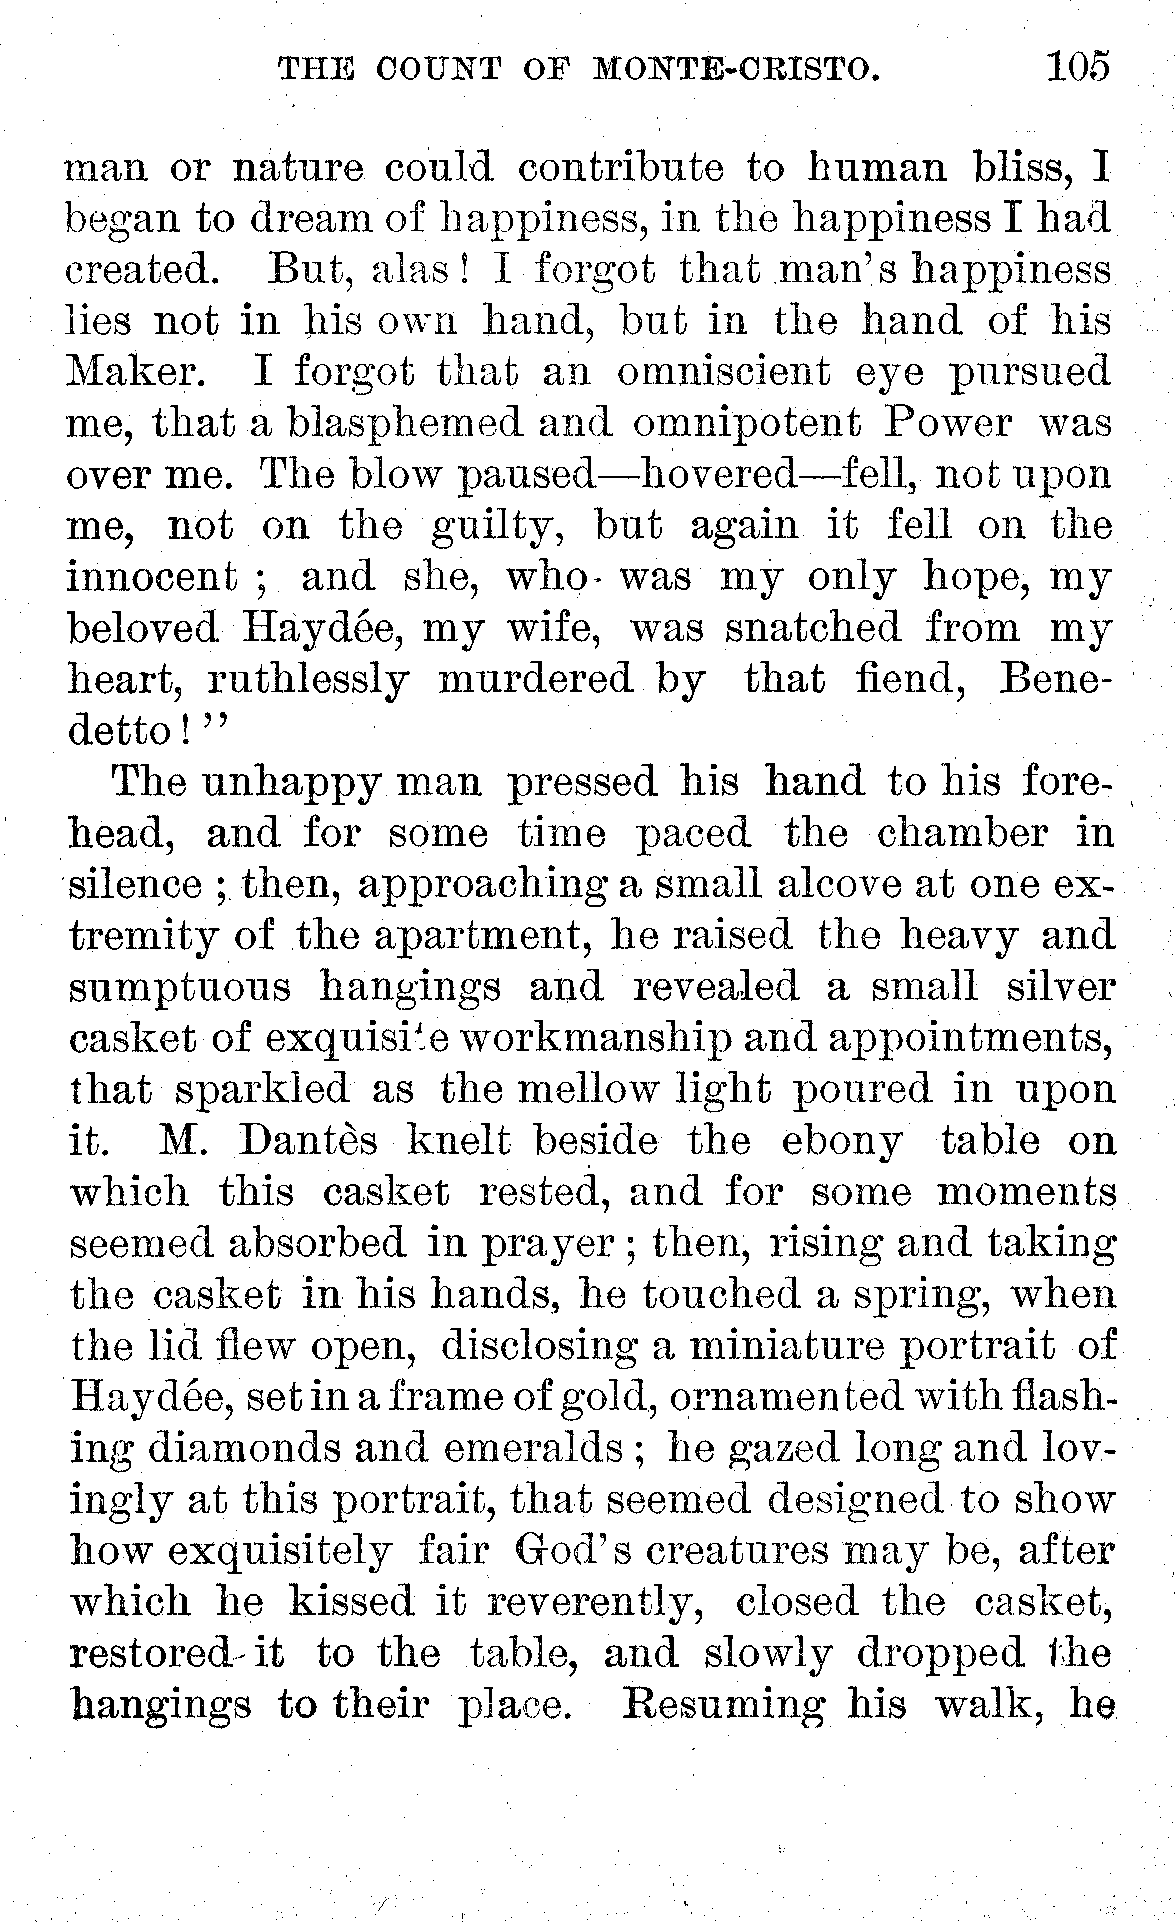 THE COUNT OF MONTE-CRISTO. 105
man or nature could contribute to human bliss, I
began to dream of happiness, in the happiness I had
created. But, alas! I forgot that man's happiness
lies not in his own hand, but in the hand of his
Maker. I forgot that an omniscient eye pursued
me, that a blasphemed and omnipotent Power was
over me. The blow paused—hovered—fell, not upon
me, not on the guilty, but again it fell on the
innocent ; and she, who was my only hope, my
beloved Haydée, my wife, was snatched from my
heart, ruthlessly murdered by that fiend, Bene-
detto!"
The unhappy man pressed his hand to his fore-
head, and for some time paced the chamber in
silence ; then, approaching a small alcove at one ex-
tremity of the apartment, he raised the heavy and
sumptuous hangings and revealed a small silver
casket of exquisite workmanship and appointments,
that sparkled as the mellow light poured in upon
it. M. Dantès knelt beside the ebony table on
which this casket rested, and for some moments
seemed absorbed in prayer ; then, rising and taking
the casket in his hands, he touched a spring, when
the lid flew open, disclosing a miniature portrait of
Haydée, set in a frame of gold, ornamented with flash-
ing diamonds and emeralds ; he gazed long and lov-
ingly at this portrait, that seemed designed to show
how exquisitely fair God's creatures may be, after
which he kissed it reverently, closed the casket,
restored it to the table, and slowly dropped the
hangings to their place. Resuming his walk, he